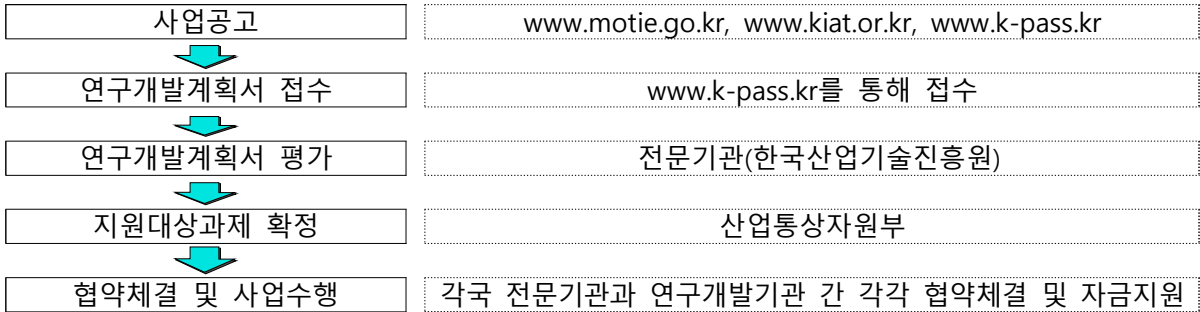 사업공고
www.motie.go.kr, www.kiat.or.kr, www.k-pass.kr
연구개발계획서 접수
www.k-pass.kr를 통해 접수
연구개발계획서 평가
전문기관(한국산업기술진흥원)
지원대상과제 확정
산업통상자원부
협약체결 및 사업수행
각국 전문기관과 연구개발기관 간 각각 협약체결 및 자금지원